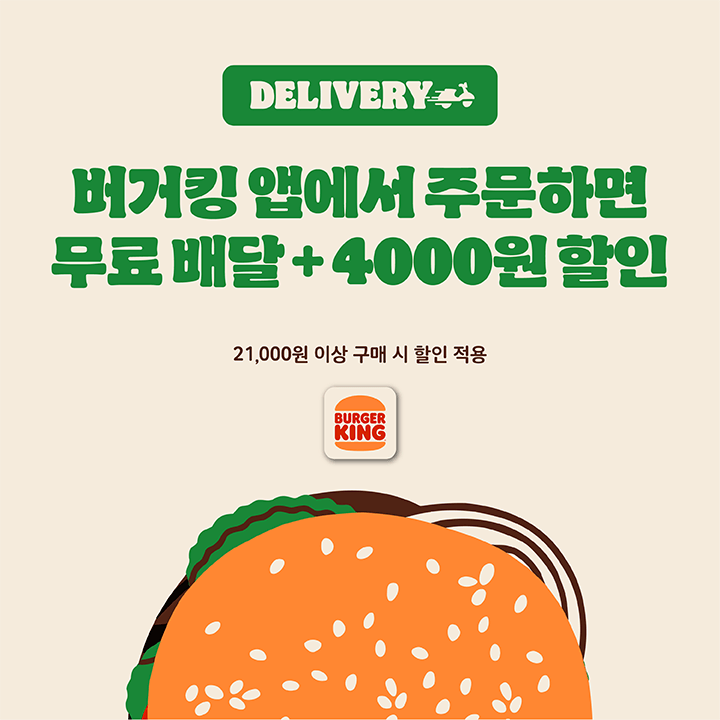 DELIVERY
버거킹 앱에서 주문하면
무료 배달 + 4000원 할인
21,000원 이상 구매 시 할인 적용
BURGER
KING